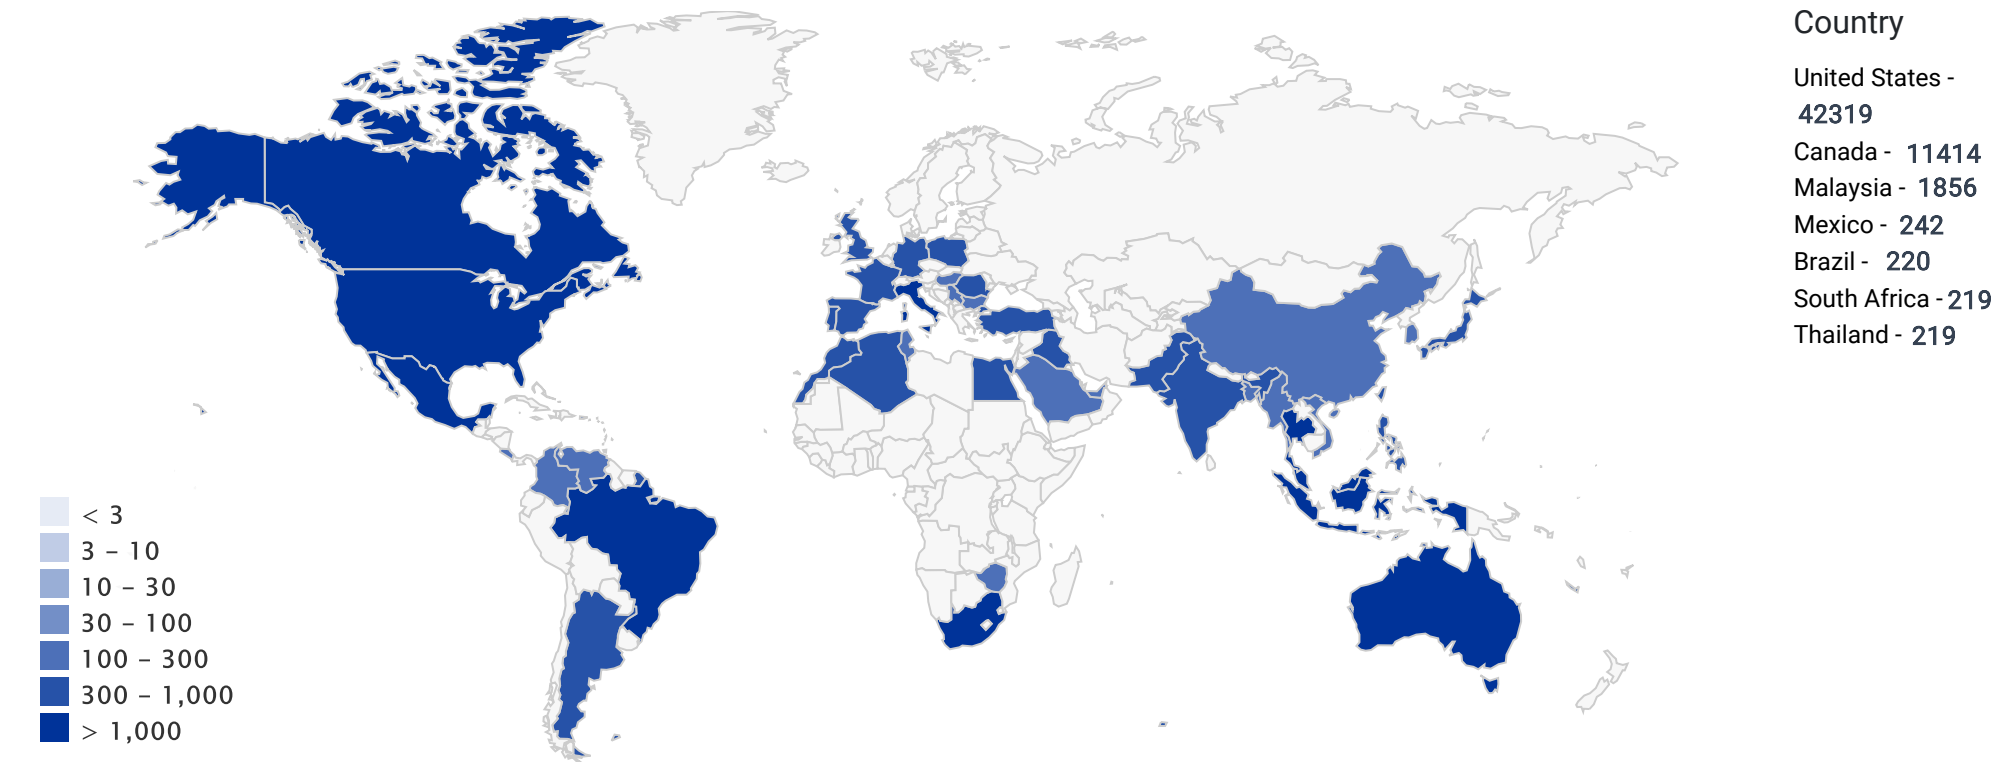 Country
United States -
42319
Canada - 11414
Malaysia - 1856
Mexico - 242
Brazil - 220
South Africa - 219
Thailand - 219
< 3
3 – 10
10 – 30
30 – 100
100 – 300
300 – 1,000
> 1,000